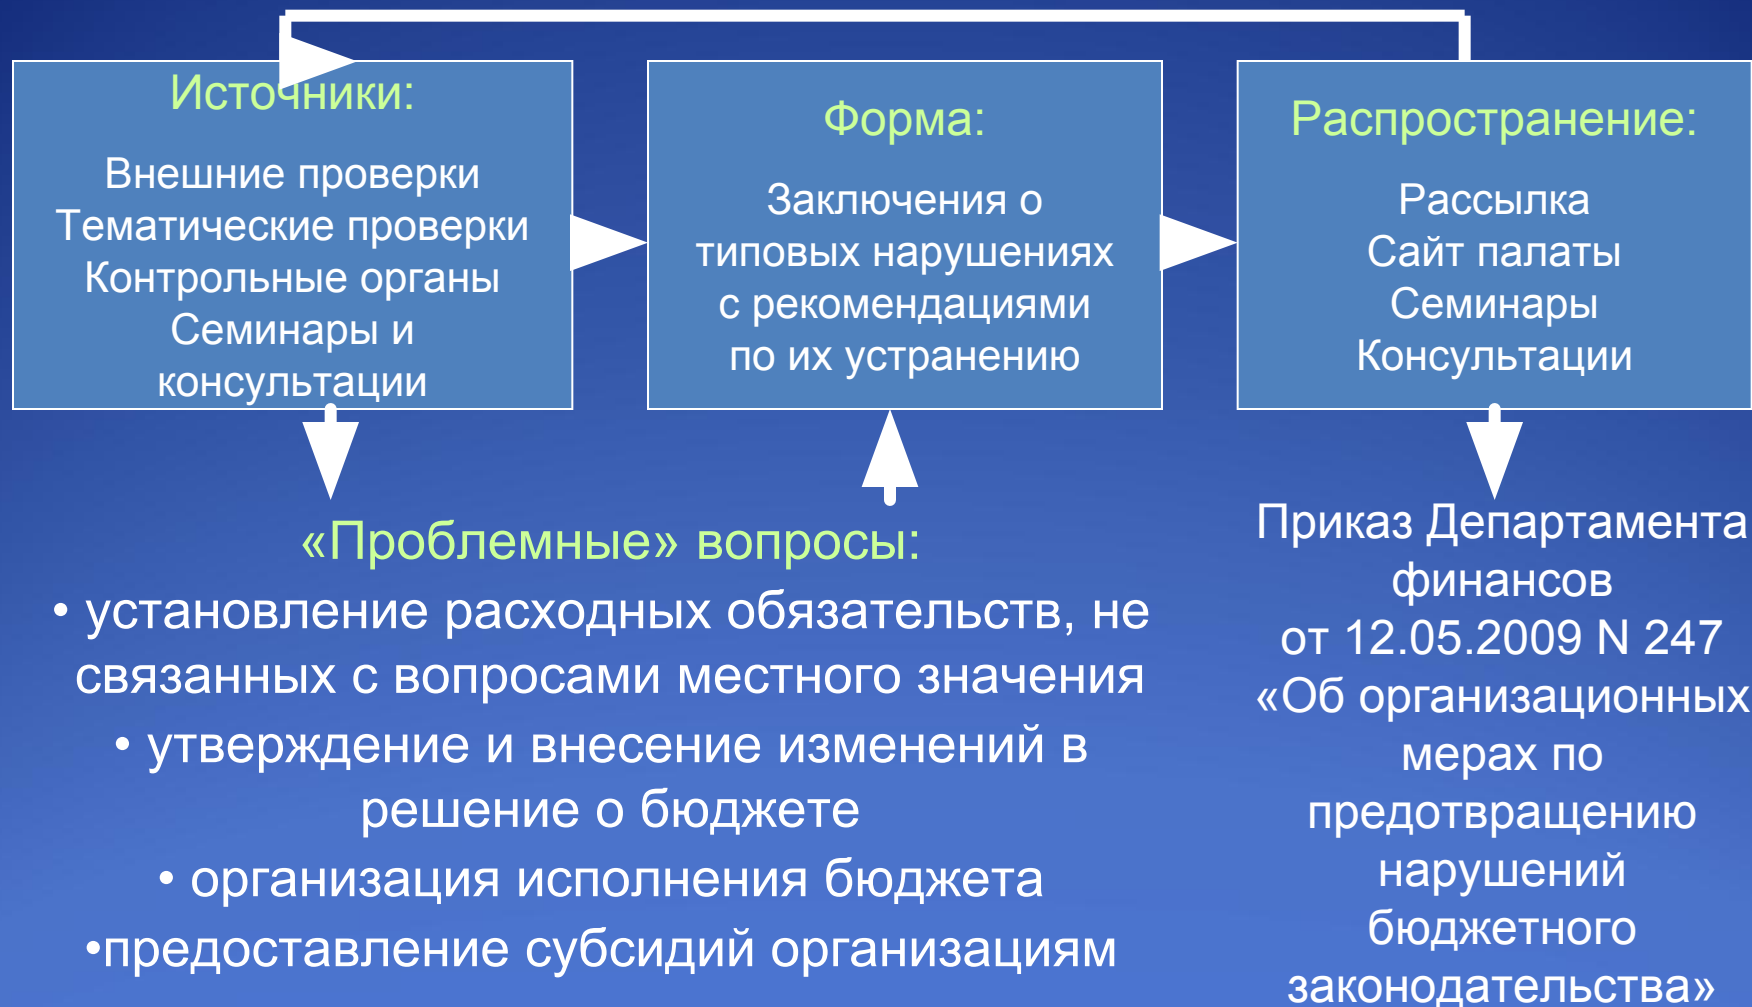 Источники:
Внешние проверки
Тематические проверки
Контрольные органы
Семинары и
консультации
Форма:
Заключения о
типовых нарушениях
с рекомендациями
по их устранению
Распространение:
Рассылка
Сайт палаты
Семинары
Консультации
«Проблемные» вопросы:
• установление расходных обязательств, не
связанных с вопросами местного значения
• утверждение и внесение изменений в
решение о бюджете
• организация исполнения бюджета
•предоставление субсидий организациям
Приказ Департамента
финансов
от 12.05.2009 N 247
«Об организационных
мерах по
предотвращению
нарушений
бюджетного
законодательства»